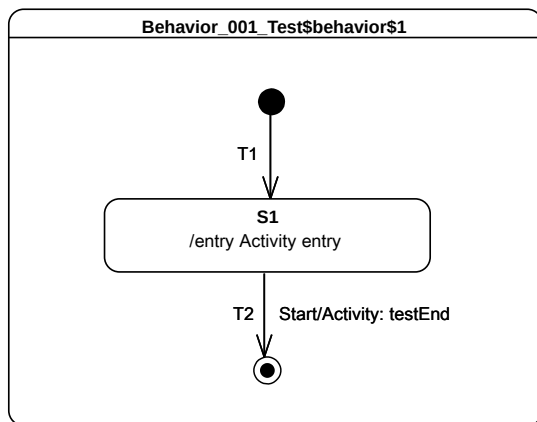 Behavior_001_Test$behavior$1
T1
S1
/entry Activity entry
T2 Start/Activity: testEnd